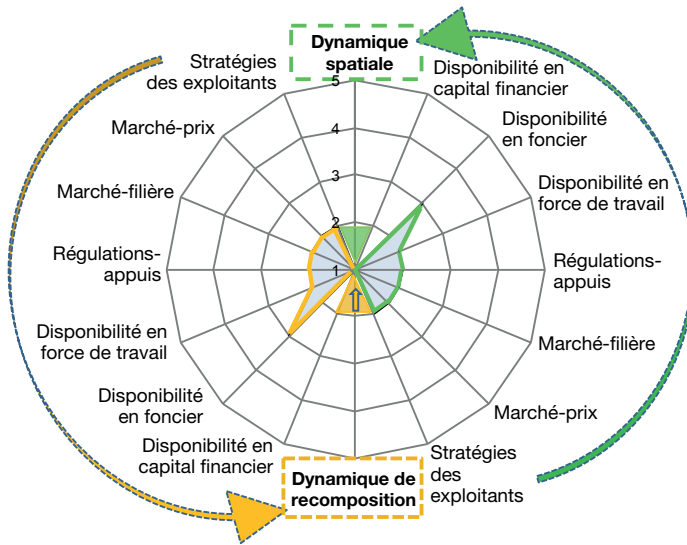 Dynamique
spatiale
Stratégies
des exploitants
Disponibilité en
capital financier
Marché-prix
Disponibilité
en foncier
Marché-filière
Disponibilité en
force de travail
Régulations-
appuis
Régulations-
appuis
Disponibilité en
force de travail
Marché-filière
Disponibilité
en foncier
Marché-prix
Disponibilité en
capital financier
Stratégies
des
exploitants
Dynamique de
recomposition
5
4
3
2
1